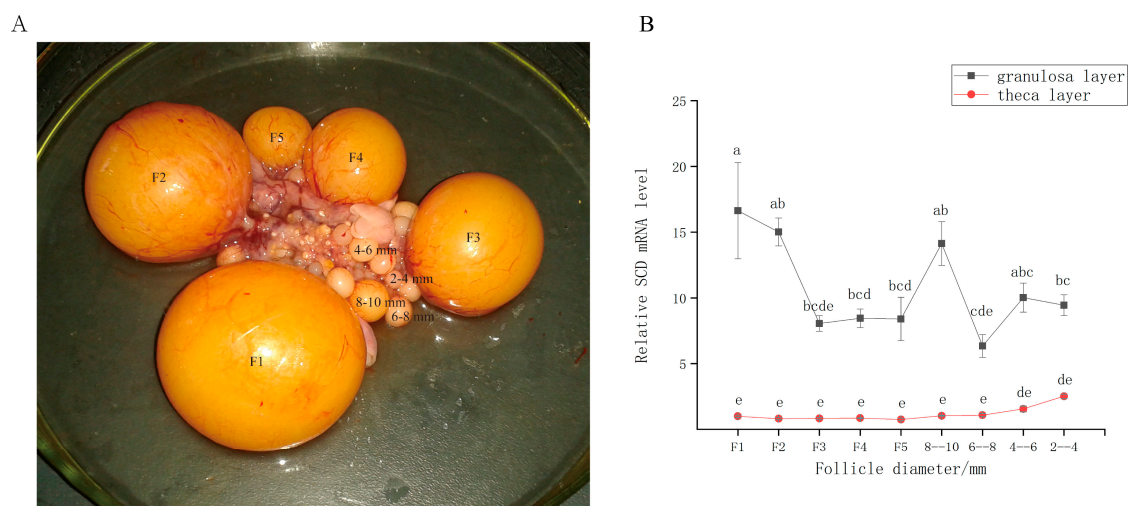 A
F5
F4
F2
F3
4-6 mm
2-4 mm
8-10 mm
6-8 mm
F1
B
granulosa layer
theca layer
Relative SCD mRNA level
25
20
15
10
5
a
ab
bcde
bcd
bcd
ab
cde
abc
bc
e
e
e
e
e
e
e
de
de
F1
F2
F3
F4
F5
8--10
6--8
4--6
2--4
Follicle diameter/mm